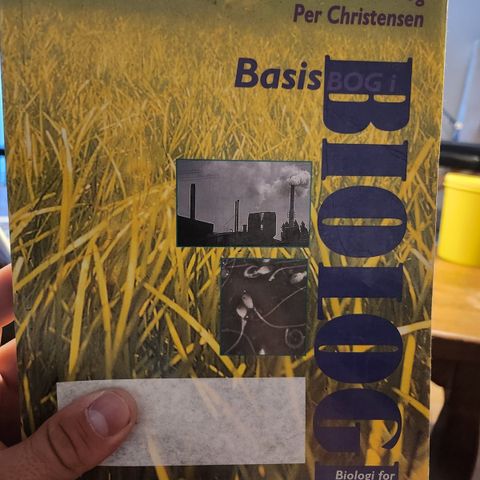 Per Christensen
Basis BOG i
BIOLOGI
Biologi for